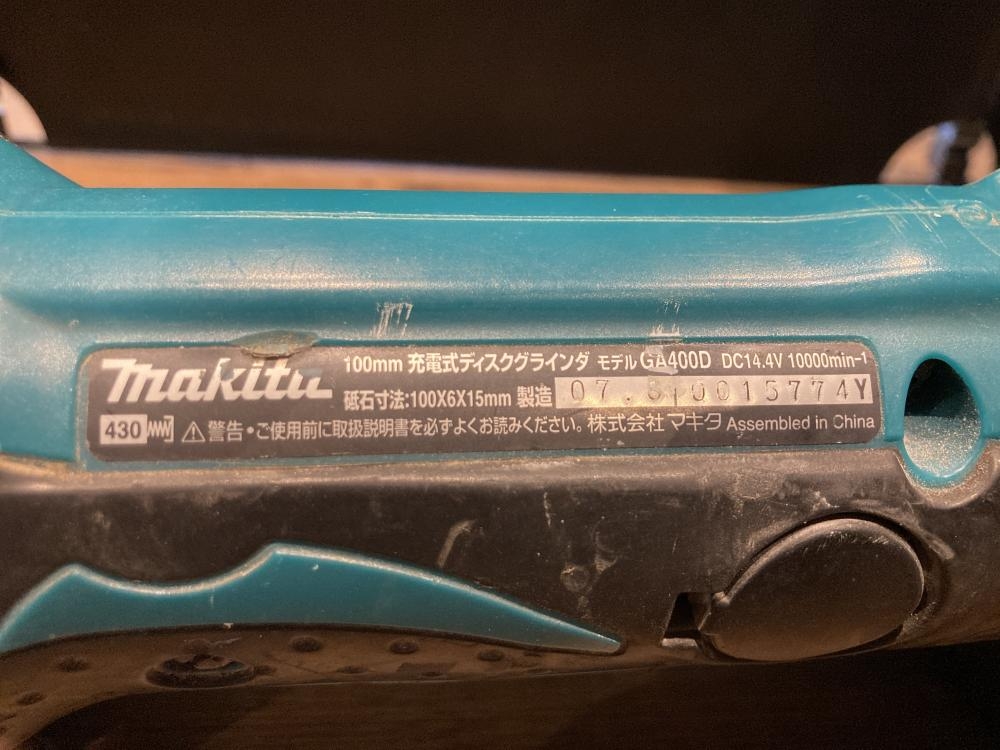 makita
100mm 充電式ディスクグラインダ モデル GA400D DC14.4V 10000min-1
砥石寸法:100X6X15mm 製造 07. 8 0015774Y
430 ⚠警告・ご使用前に取扱説明書を必ずよくお読みください。株式会社 マキタ Assembled in China